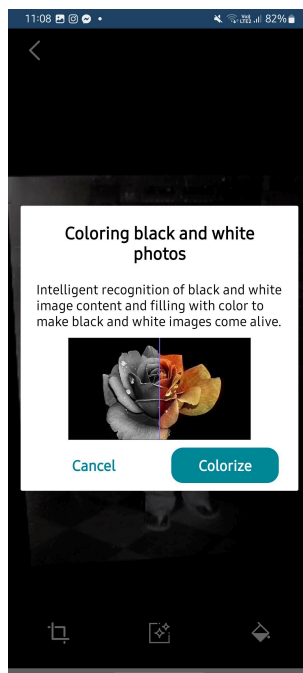 11:08
82%
Coloring black and white
photos
Intelligent recognition of black and white
image content and filling with color to
make black and white images come alive.
Cancel
Colorize